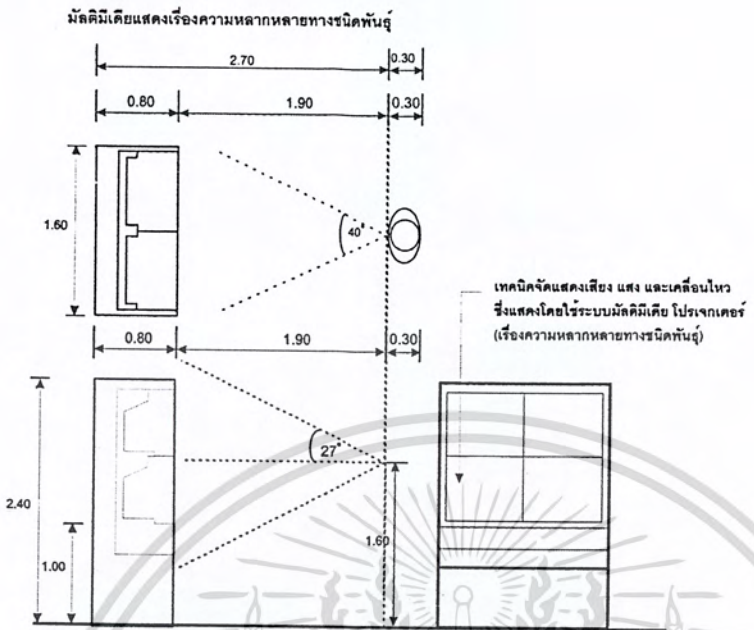 มัลติมีเดียแสดงเรื่องความหลากหลายทางชนิดพันธุ์
2.70 0.30
0.80 1.90 0.30
1.60
40°
เทคนิคจัดแสดงเสียง แสง และเคลื่อนไหว
ซึ่งแสดงโดยใช้ระบบมัลติมีเดีย โปรเจกเตอร์
(เรื่องความหลากหลายทางชนิดพันธุ์)
0.80 1.90 0.30
27°
2.40
1.60
1.00